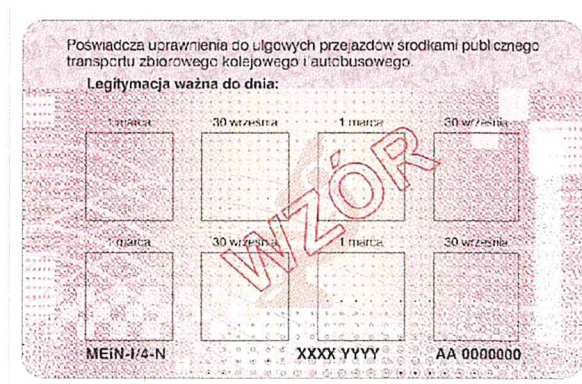 Poświadcza uprawnienia do ulgowych przejazdów środkami publicznego
transportu zbiorowego kolejowego i autobusowego.
Legitymacja ważna do dnia:
1 marca 30 września 1 marca 30 września
WZÓR
1 marca 30 września 1 marca 30 września
MEiN-I/4-N XXXX YYYY AA 0000000